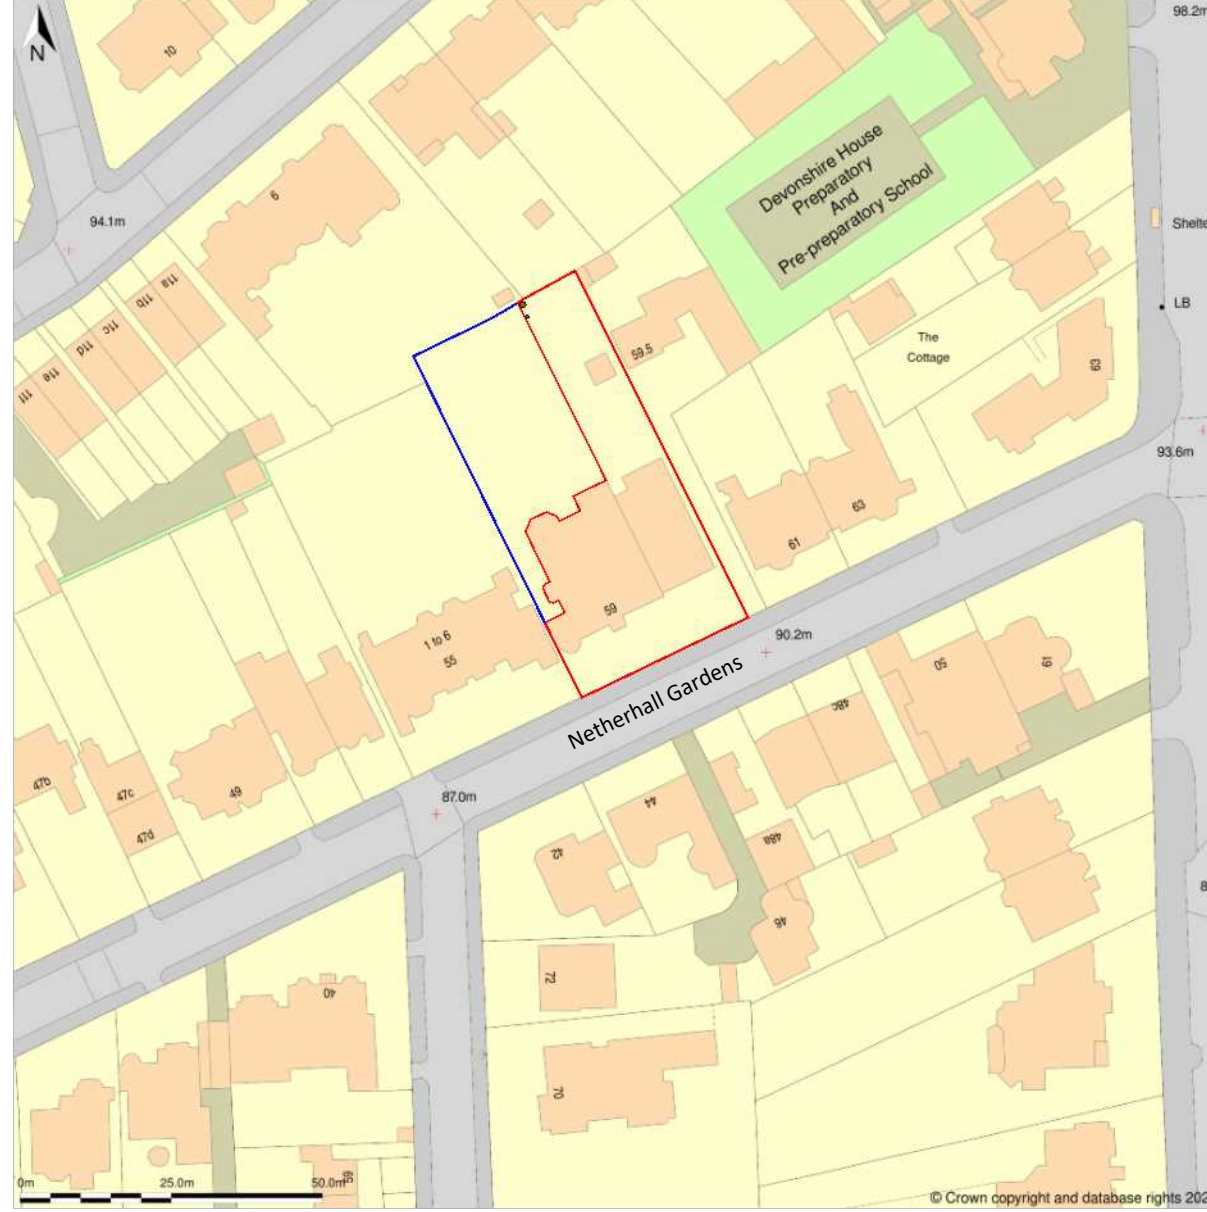 98.2m
N
10
6
Devonshire House
Preparatory
And
Pre-preparatory School
94.1m
Shelte
11a
11b
11c
11d
11e
11f
LB
The
Cottage
59.5
63
93.6m
63
61
59
1 to 6
55
90.2m
Netherhall Gardens
50
61
48c
47b
47c
47d
49
87.0m
44
42
48a
46
8
72
40
70
0m
25.0m
50.0m
© Crown copyright and database rights 202